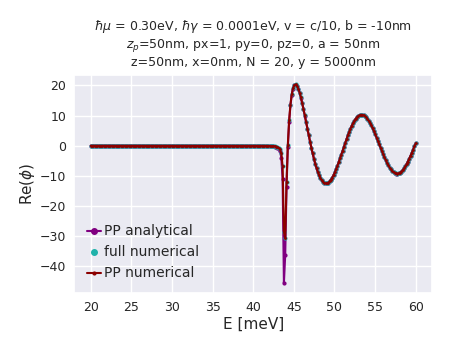 ℏμ = 0.30eV, ℏγ = 0.0001eV, v = c/10, b = -10nm
z_p=50nm, px=1, py=0, pz=0, a = 50nm
z=50nm, x=0nm, N = 20, y = 5000nm
20
10
0
−10
−20
−30
−40
Re(ϕ)
PP analytical
full numerical
PP numerical
20 25 30 35 40 45 50 55 60
E [meV]